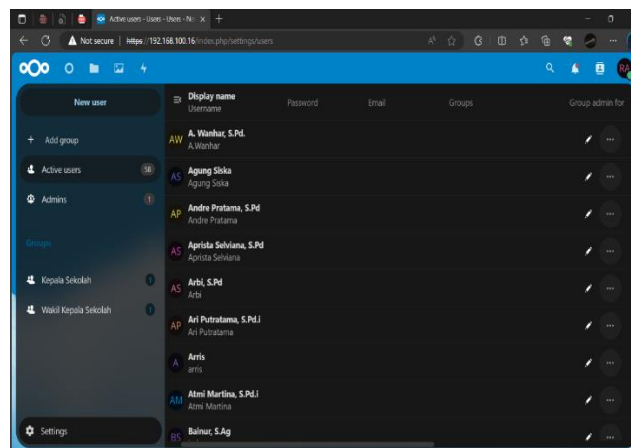 Active users - Users - Users - Ne
Not secure | https://192.168.100.16/index.php/settings/users
RA
New user
Display name
Username
Password
Email
Groups
Group admin for
+ Add group
Active users 58
Admins 1
Groups
Kepala Sekolah 1
Wakil Kepala Sekolah 1
Settings
AW A. Wanhar, S.Pd.
A.Wanhar
AS Agung Siska
Agung Siska
AP Andre Pratama, S.Pd
Andre Pratama
AS Aprista Selviana, S.Pd
Aprista Selviana
AS Arbi, S.Pd
Arbi
AP Ari Putratama, S.Pd.i
Ari Putratama
A Arris
arris
AM Atmi Martina, S.Pd.i
Atmi Martina
BS Bainur, S.Ag